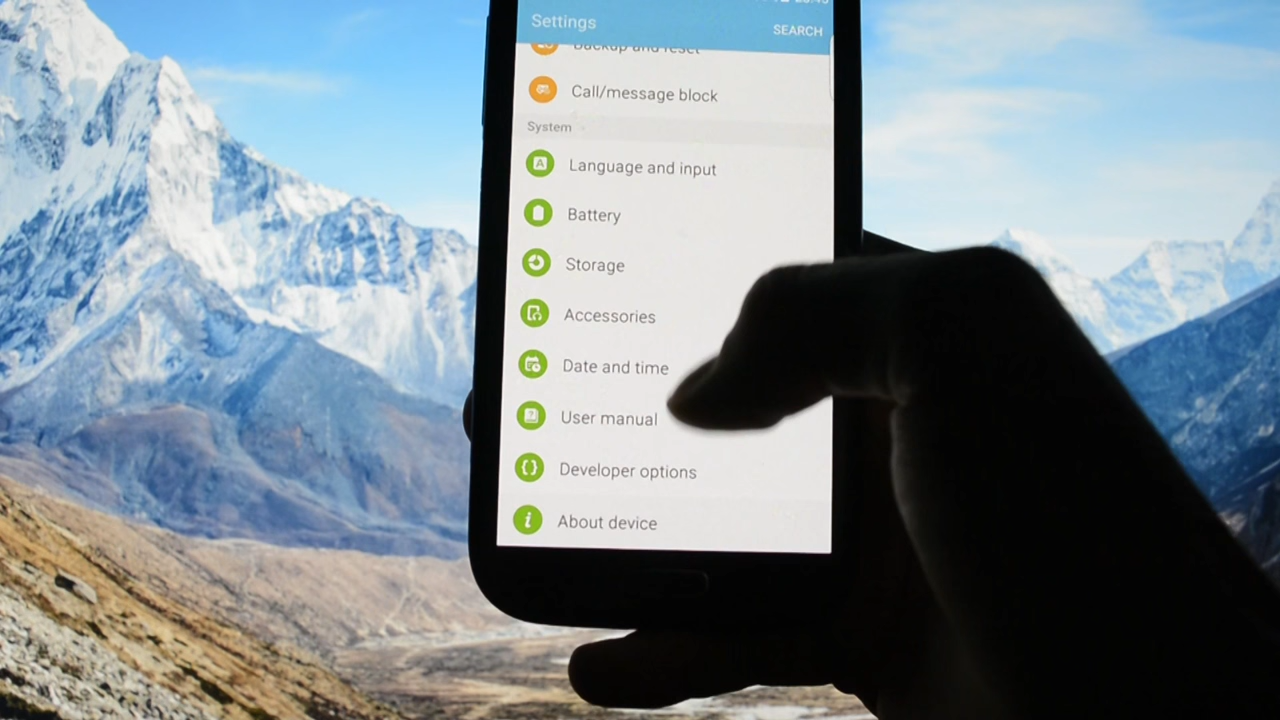 Settings
SEARCH
Backup and reset
Call/message block
System
Language and input
Battery
Storage
Accessories
Date and time
User manual
Developer options
About device